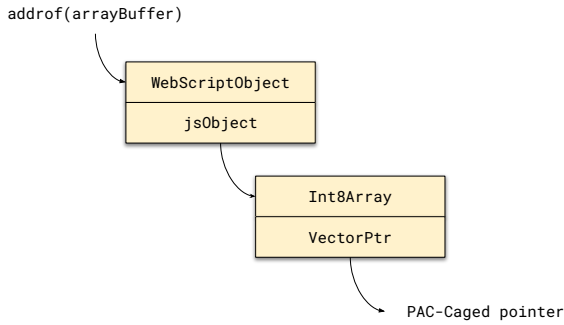 addrof(arrayBuffer)
WebScriptObject
jsObject
Int8Array
VectorPtr
PAC-Caged pointer